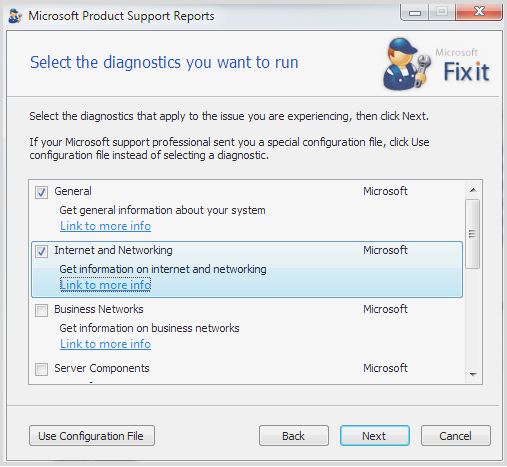 Microsoft Product Support Reports
Select the diagnostics you want to run
Microsoft
Fix it
Select the diagnostics that apply to the issue you are experiencing, then click Next.
If your Microsoft support professional sent you a special configuration file, click Use
configuration file instead of selecting a diagnostic.
General Microsoft
Get general information about your system
Link to more info
Internet and Networking Microsoft
Get information on internet and networking
Link to more info
Business Networks Microsoft
Get information on business networks
Link to more info
Server Components Microsoft
Use Configuration File Back Next Cancel